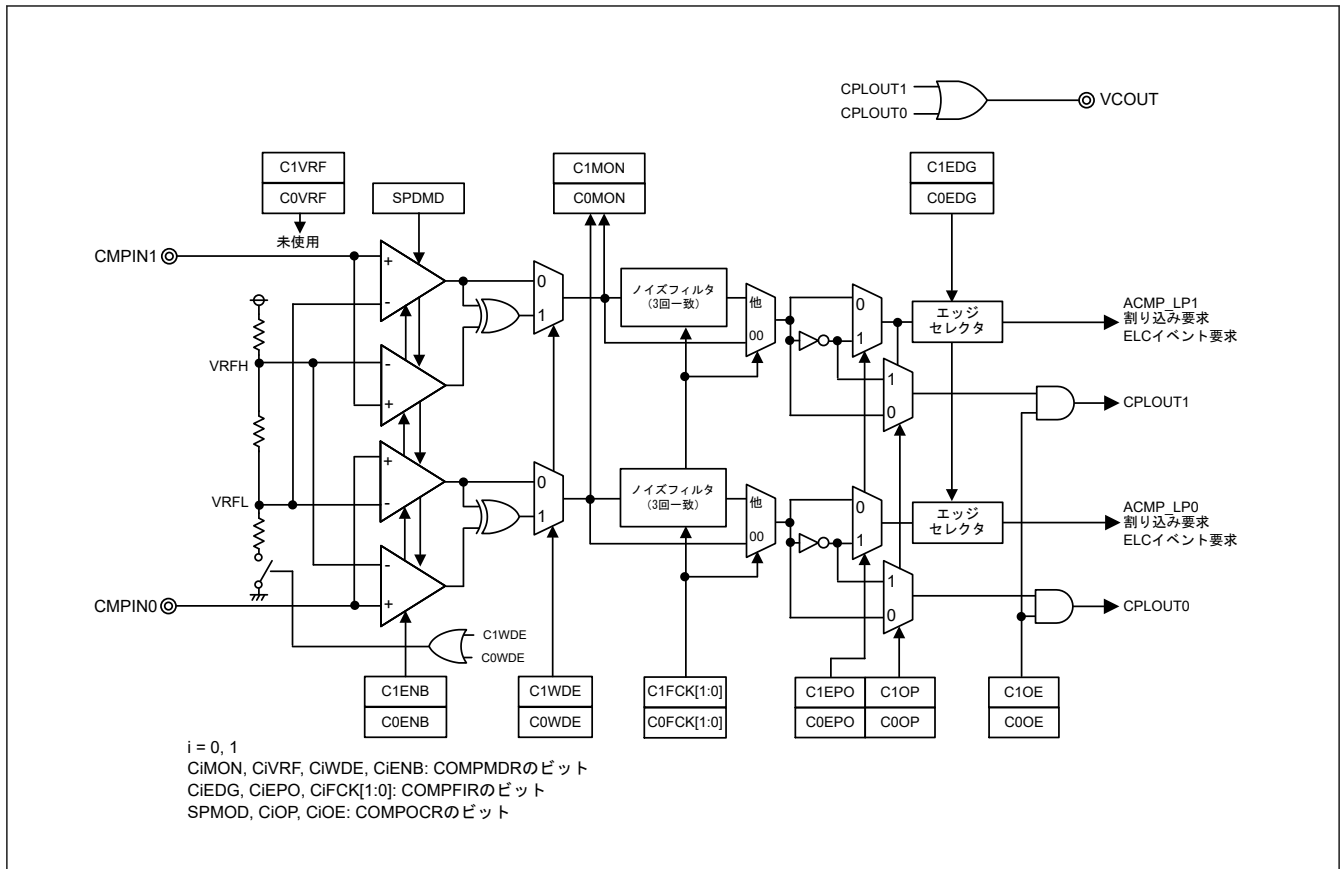 CPLOUT1
CPLOUT0
VCOUT
C1VRF
C0VRF
未使用
SPDMD
C1MON
C0MON
C1EDG
C0EDG
CMPIN1
+
-
0
1
ノイズフィルタ
(3回一致)
他
00
0
1
エッジ
セレクタ
ACMP_LP1
割り込み要求
ELCイベント要求
VRFH
-
+
1
0
CPLOUT1
VRFL
+
-
0
1
ノイズフィルタ
(3回一致)
他
00
0
1
エッジ
セレクタ
ACMP_LP0
割り込み要求
ELCイベント要求
CMPIN0
-
+
1
0
CPLOUT0
C1WDE
C0WDE
C1ENB
C0ENB
C1WDE
C0WDE
C1FCK[1:0]
C0FCK[1:0]
C1EPO
C0EPO
C1OP
C0OP
C1OE
C0OE
i = 0, 1
CiMON, CiVRF, CiWDE, CiENB: COMPMDRのビット
CiEDG, CiEPO, CiFCK[1:0]: COMPFIRのビット
SPMOD, CiOP, CiOE: COMPOCRのビット